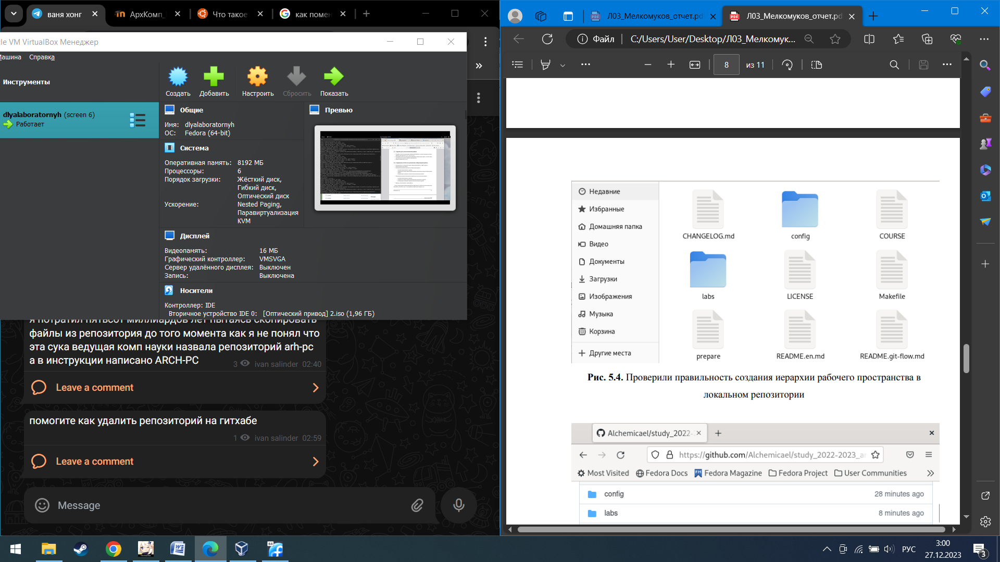 ваня хонг
АрхКомп_
Что такое
как помен
le VM VirtualBox Менеджер
Машина Справка
Инструменты
Создать
Добавить
Настроить
Сбросить
Показать
dlyalaboratornyh (screen 6)
Работает
Общие
Имя: dlyalaboratornyh
ОС: Fedora (64-bit)
Система
Оперативная память: 8192 МБ
Процессоры: 6
Порядок загрузки: Жёсткий диск,
Гибкий диск,
Оптический диск
Ускорение: Nested Paging,
Паравиртуализация
KVM
Превью
Дисплей
Видеопамять: 16 МБ
Графический контроллер: VMSVGA
Сервер удалённого дисплея: Выключен
Запись: Выключена
Носители
Контроллер: IDE
Вторичное устройство IDE 0: [Оптический привод] 2.iso (1,96 ГБ)
я потратил пятьсот миллиардов лет пытаясь скопировать
файлы из репозитория до того момента как я не понял что
эта сука ведущая комп науки назвала репозиторий arh-pc
а в инструкции написано ARCH-PC
3 ivan salinder 02:40
Leave a comment
помогите как удалить репозиторий на гитхабе
1 ivan salinder 02:59
Leave a comment
Message
Л03_Мелкомуков_отчет.pd
Л03_Мелкомуков_отчет.pd
Файл
C:/Users/User/Desktop/Л03_Мелкомук...
8 из 11
Недавние
Избранные
Домашняя папка
Видео
Документы
Загрузки
Изображения
Музыка
Корзина
Другие места
CHANGELOG.md
config
COURSE
labs
LICENSE
Makefile
prepare
README.en.md
README.git-flow.md
Рис. 5.4. Проверили правильность создания иерархии рабочего пространства в
локальном репозитории
Alchemicael/study_2022-
https://github.com/Alchemicael/study_2022-2023_ar
Most Visited
Fedora Docs
Fedora Magazine
Fedora Project
User Communities
config 28 minutes ago
labs 8 minutes ago
64
РУС
3:00
27.12.2023
3